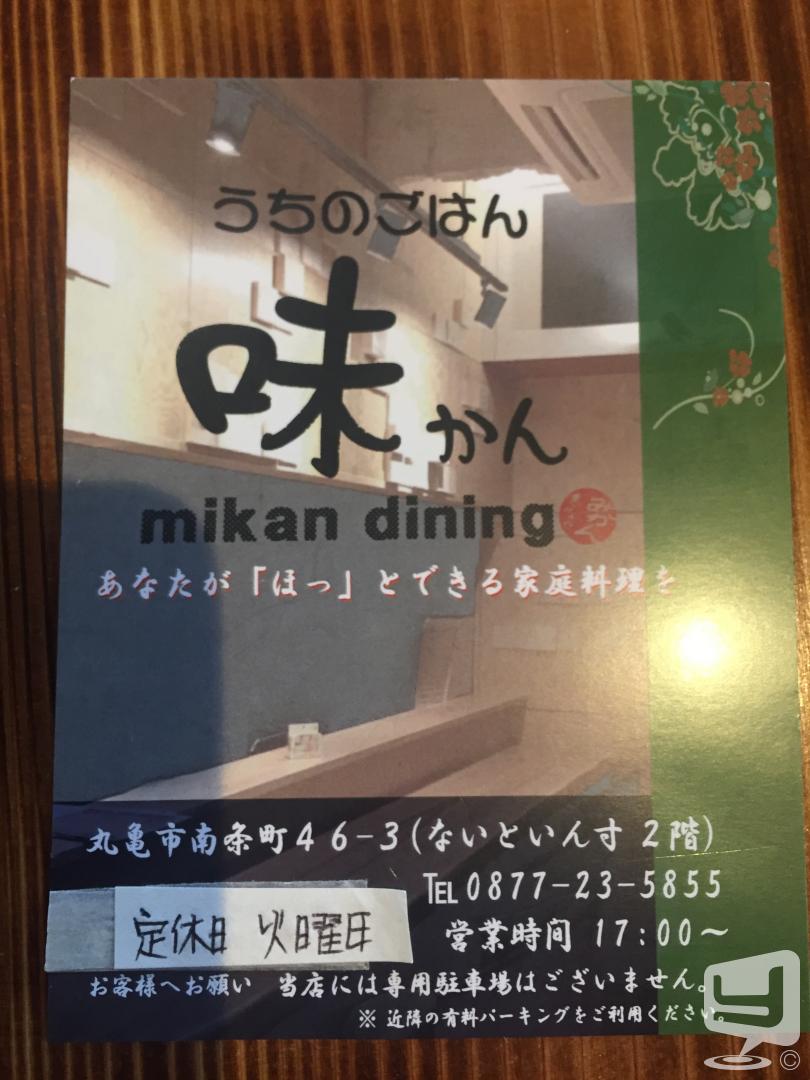 うちのごはん
味かん
mikan dining
みかん
あなたが「ほっ」とできる家庭料理を
丸亀市南条町46-3(ないといん寸 2階)
TEL 0877-23-5855
定休日 火曜日
営業時間 17:00~
お客様へお願い 当店には専用駐車場はございません。
※ 近隣の有料パーキングをご利用ください。